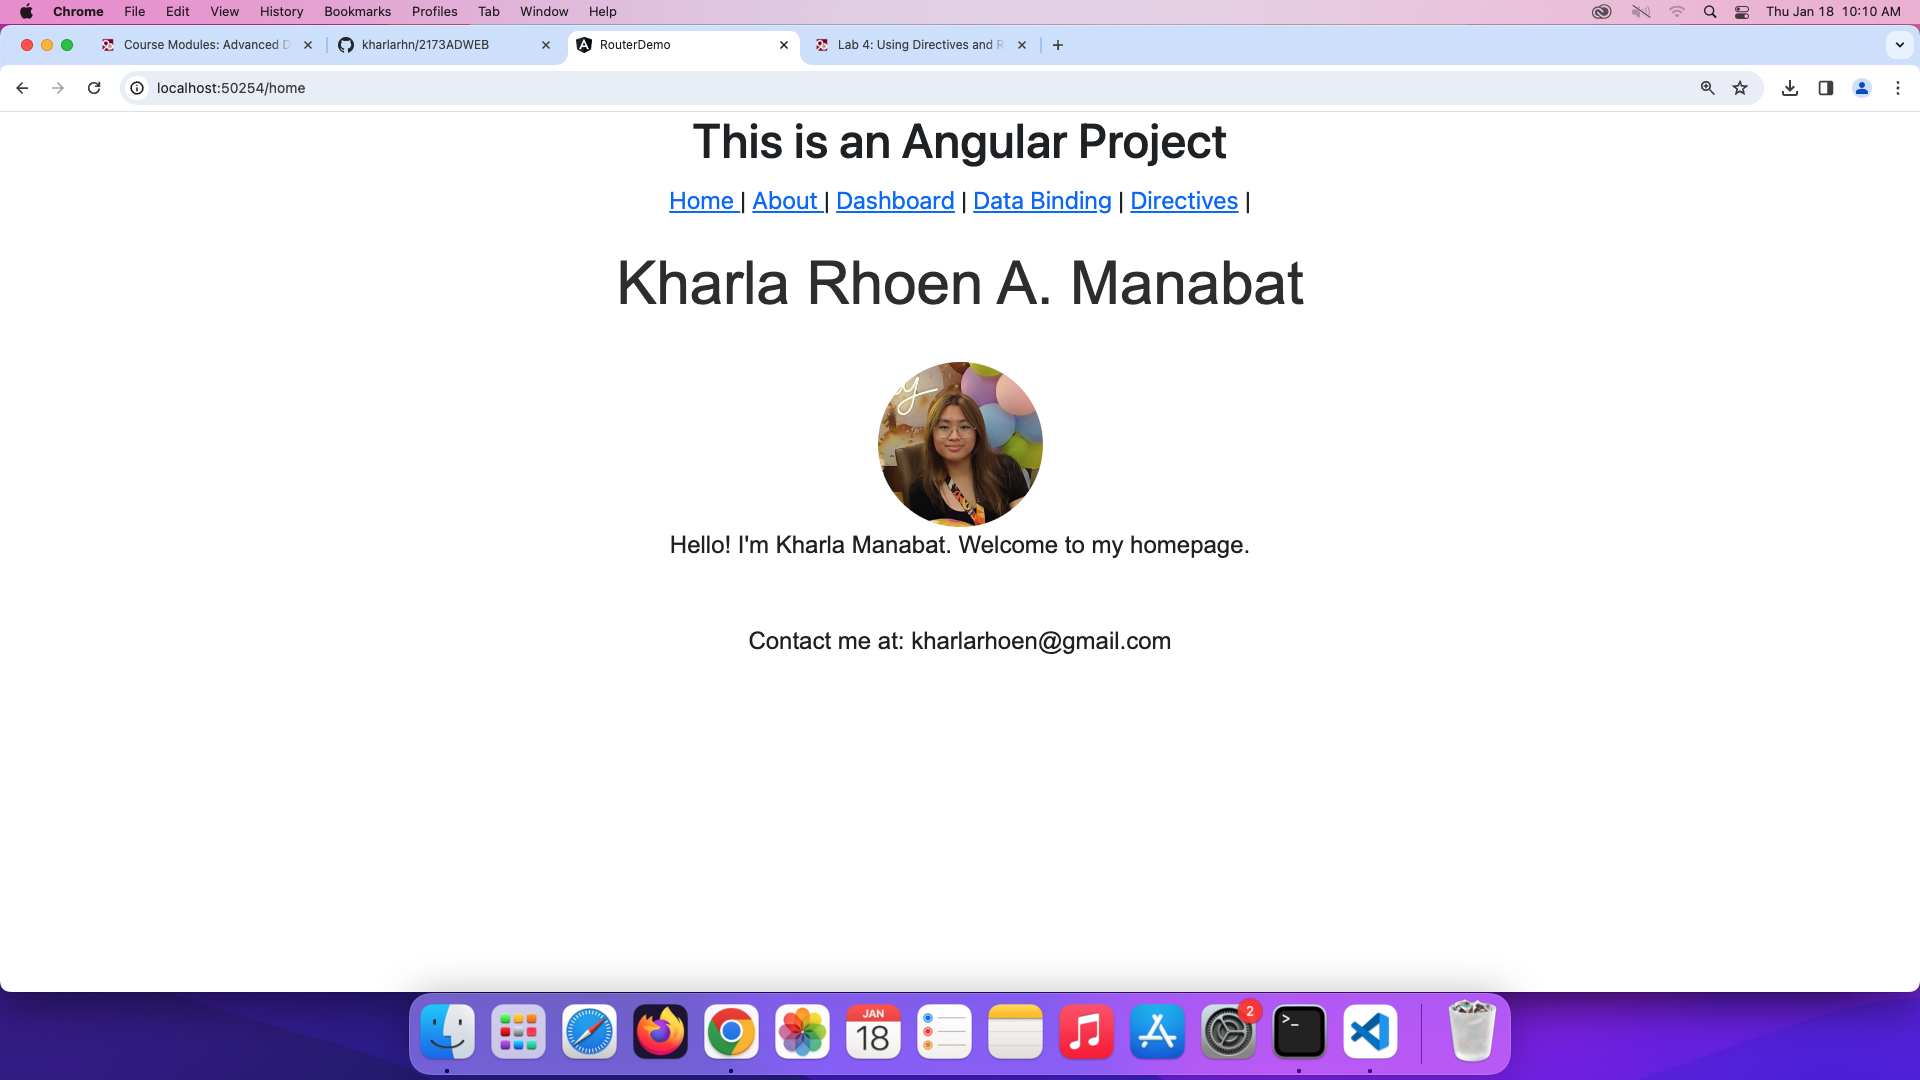 Chrome File Edit View History Bookmarks Profiles Tab Window Help Thu Jan 18 10:10 AM
Course Modules: Advanced D kharlarhn/2173ADWEB RouterDemo Lab 4: Using Directives and R
localhost:50254/home
This is an Angular Project
Home | About | Dashboard | Data Binding | Directives |
Kharla Rhoen A. Manabat
Hello! I'm Kharla Manabat. Welcome to my homepage.
Contact me at: kharlarhoen@gmail.com
JAN
18
2
>_